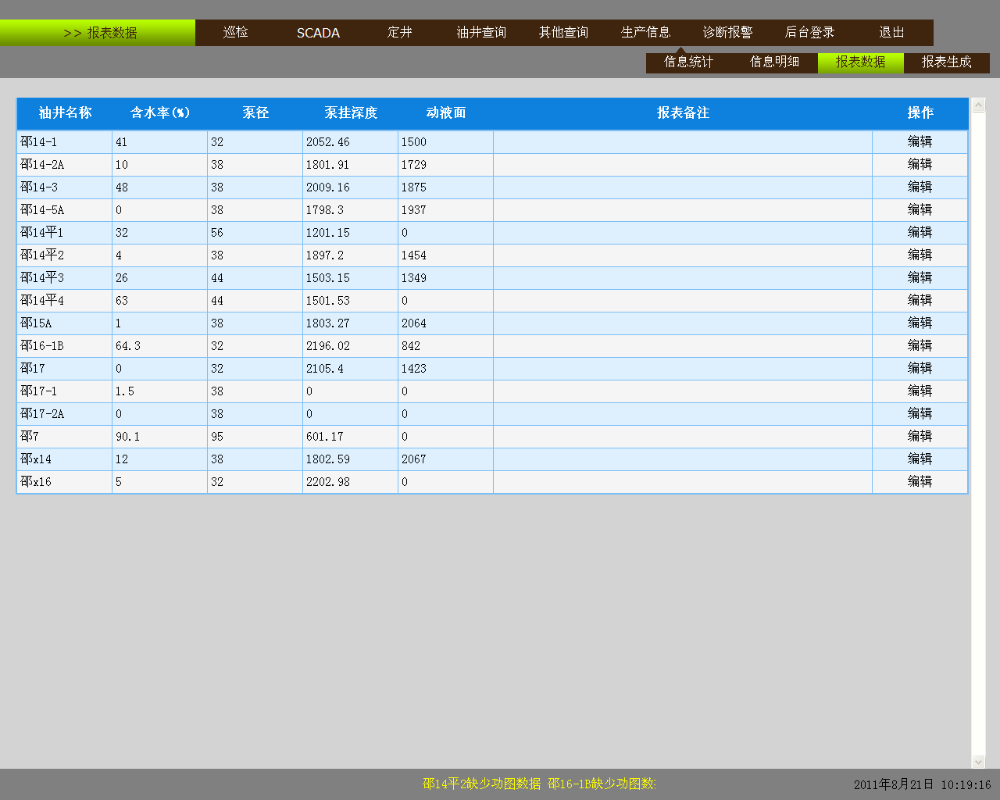 >> 报表数据 巡检 SCADA 定井 油井查询 其他查询 生产信息 诊断报警 后台登录 退出
信息统计 信息明细 报表数据 报表生成
油井名称 含水率(%) 泵径 泵挂深度 动液面 报表备注 操作
邵14-1 41 32 2052.46 1500 编辑
邵14-2A 10 38 1801.91 1729 编辑
邵14-3 48 38 2009.16 1875 编辑
邵14-5A 0 38 1798.3 1937 编辑
邵14平1 32 56 1201.15 0 编辑
邵14平2 4 38 1897.2 1454 编辑
邵14平3 26 44 1503.15 1349 编辑
邵14平4 63 44 1501.53 0 编辑
邵15A 1 38 1803.27 2064 编辑
邵16-1B 64.3 32 2196.02 842 编辑
邵17 0 32 2105.4 1423 编辑
邵17-1 1.5 38 0 0 编辑
邵17-2A 0 38 0 0 编辑
邵7 90.1 95 601.17 0 编辑
邵x14 12 38 1802.59 2067 编辑
邵x16 5 32 2202.98 0 编辑
邵14平2缺少功图数据 邵16-1B缺少功图数
2011年8月21日 10:19:16